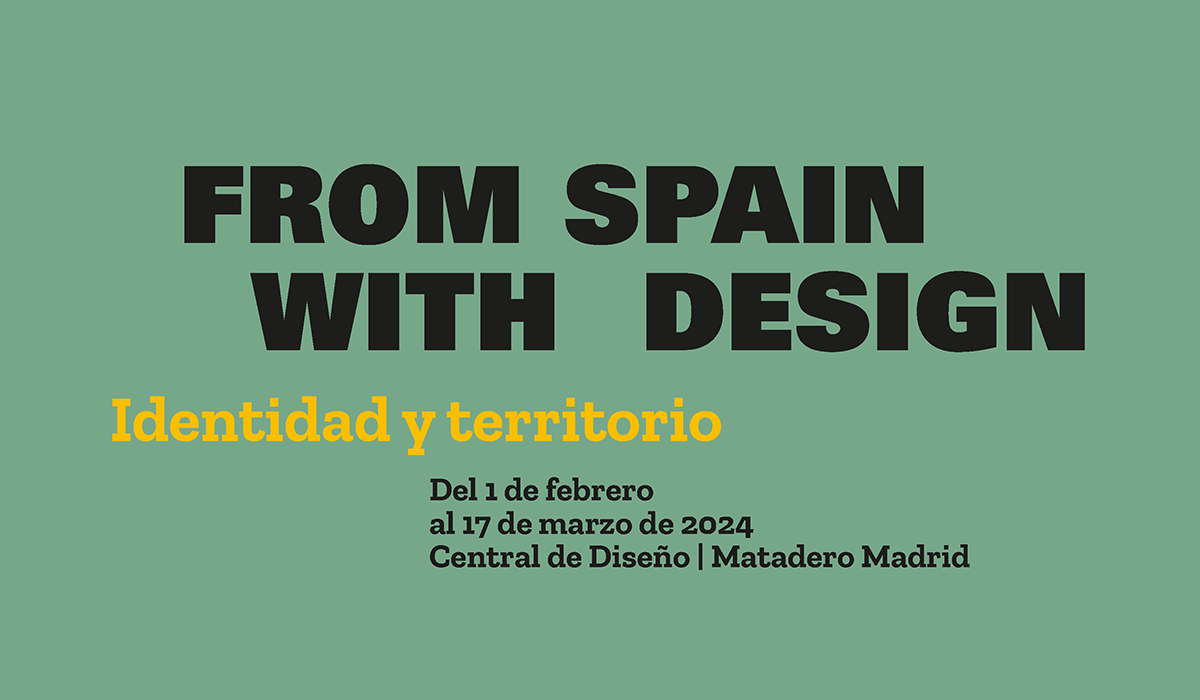 FROM SPAIN
WITH DESIGN
Identidad y territorio
Del 1 de febrero
al 17 de marzo de 2024
Central de Diseño | Matadero Madrid